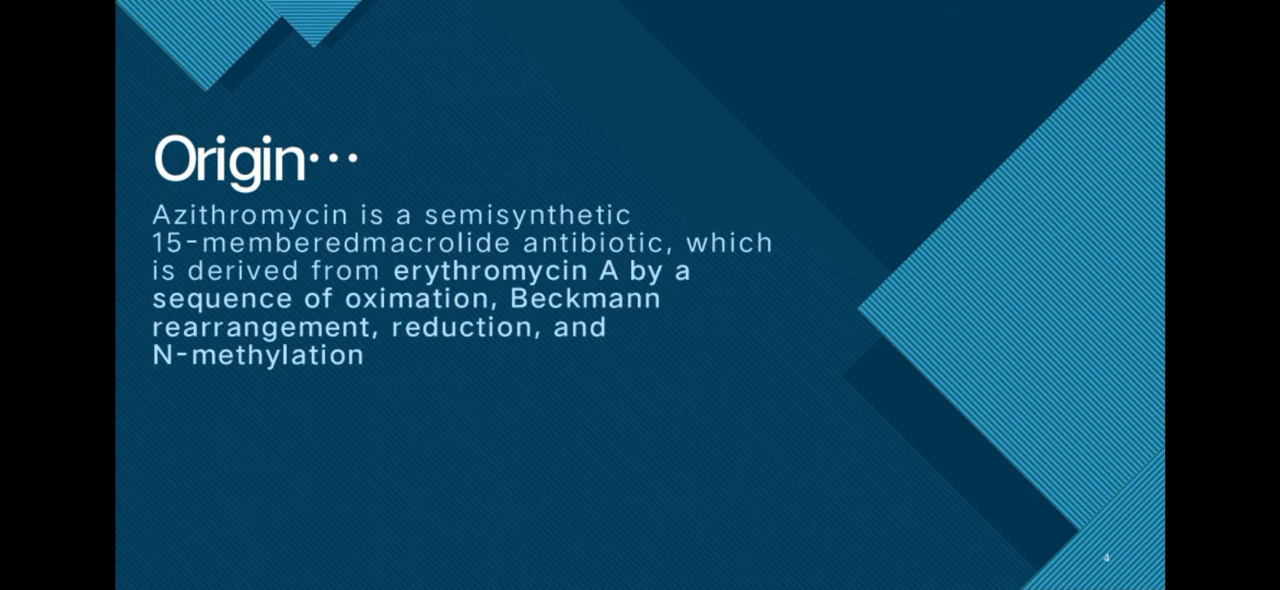 Origin…
Azithromycin is a semisynthetic
15-memberedmacrolide antibiotic, which
is derived from erythromycin A by a
sequence of oximation, Beckmann
rearrangement, reduction, and
N-methylation
4